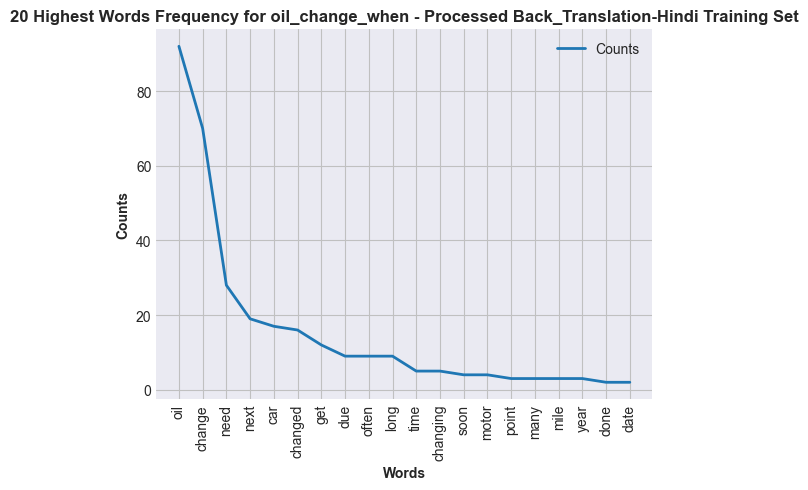 20 Highest Words Frequency for oil_change_when - Processed Back_Translation-Hindi Training Set
Counts
80
60
40
20
0
Counts
oil
change
need
next
car
changed
get
due
often
long
time
changing
soon
motor
point
many
mile
year
done
date
Words